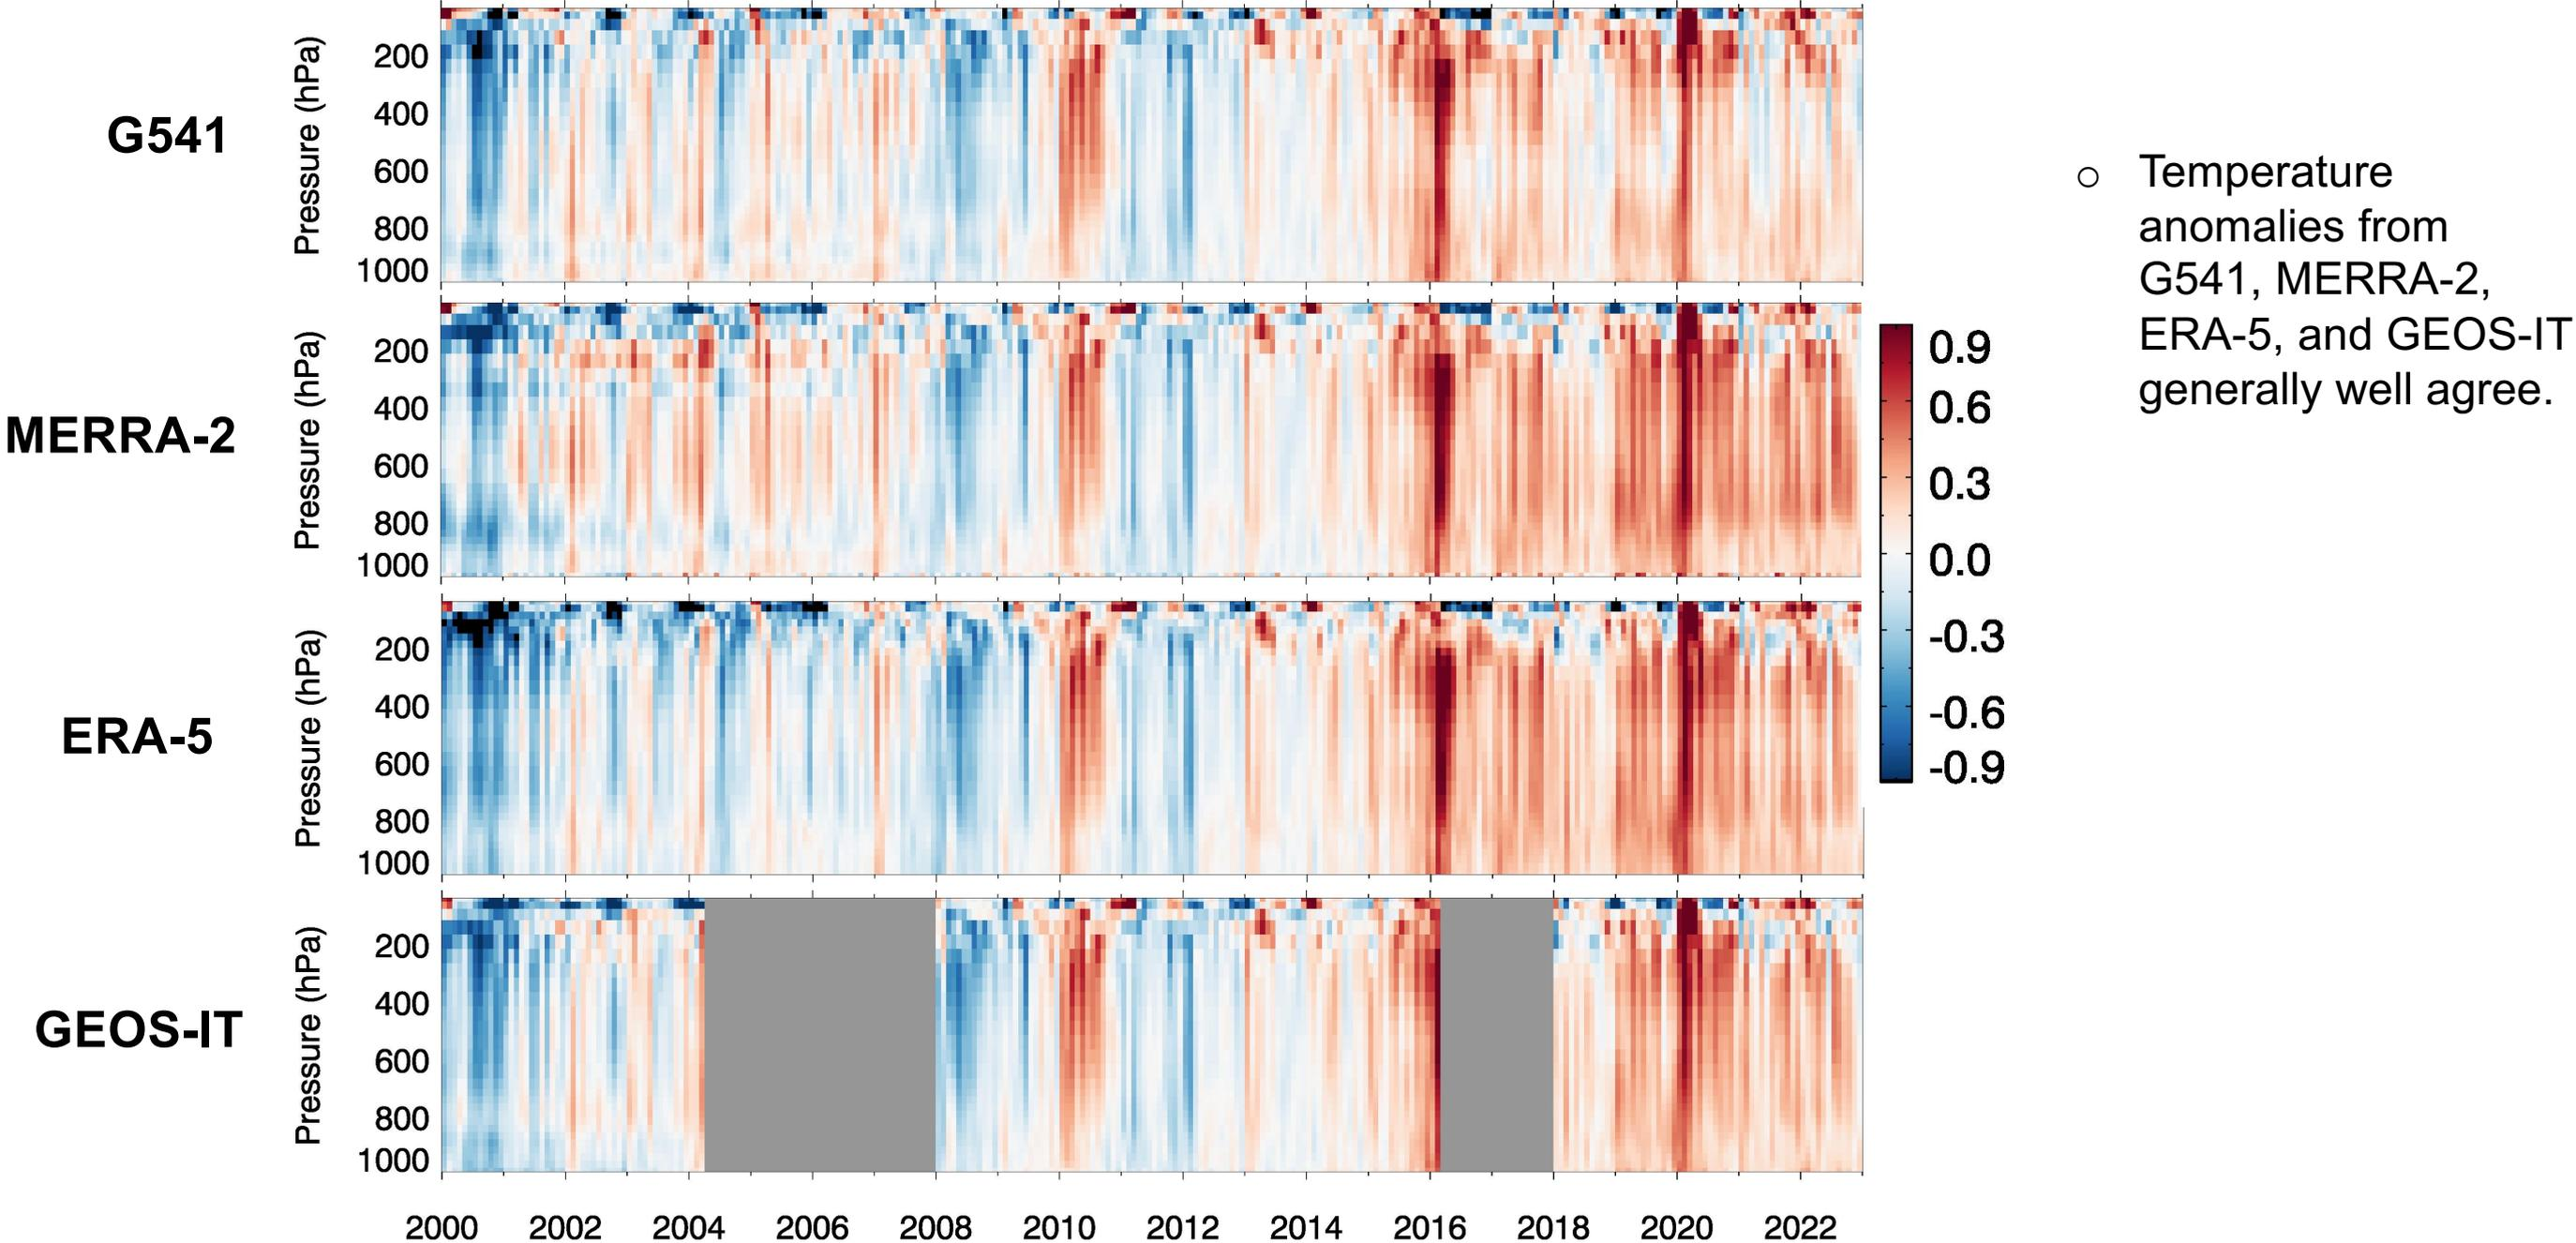 G541
Pressure (hPa)
200
400
600
800
1000
MERRA-2
Pressure (hPa)
200
400
600
800
1000
ERA-5
Pressure (hPa)
200
400
600
800
1000
GEOS-IT
Pressure (hPa)
200
400
600
800
1000
2000 2002 2004 2006 2008 2010 2012 2014 2016 2018 2020 2022
0.9
0.6
0.3
0.0
-0.3
-0.6
-0.9
○ Temperature
anomalies from
G541, MERRA-2,
ERA-5, and GEOS-IT
generally well agree.